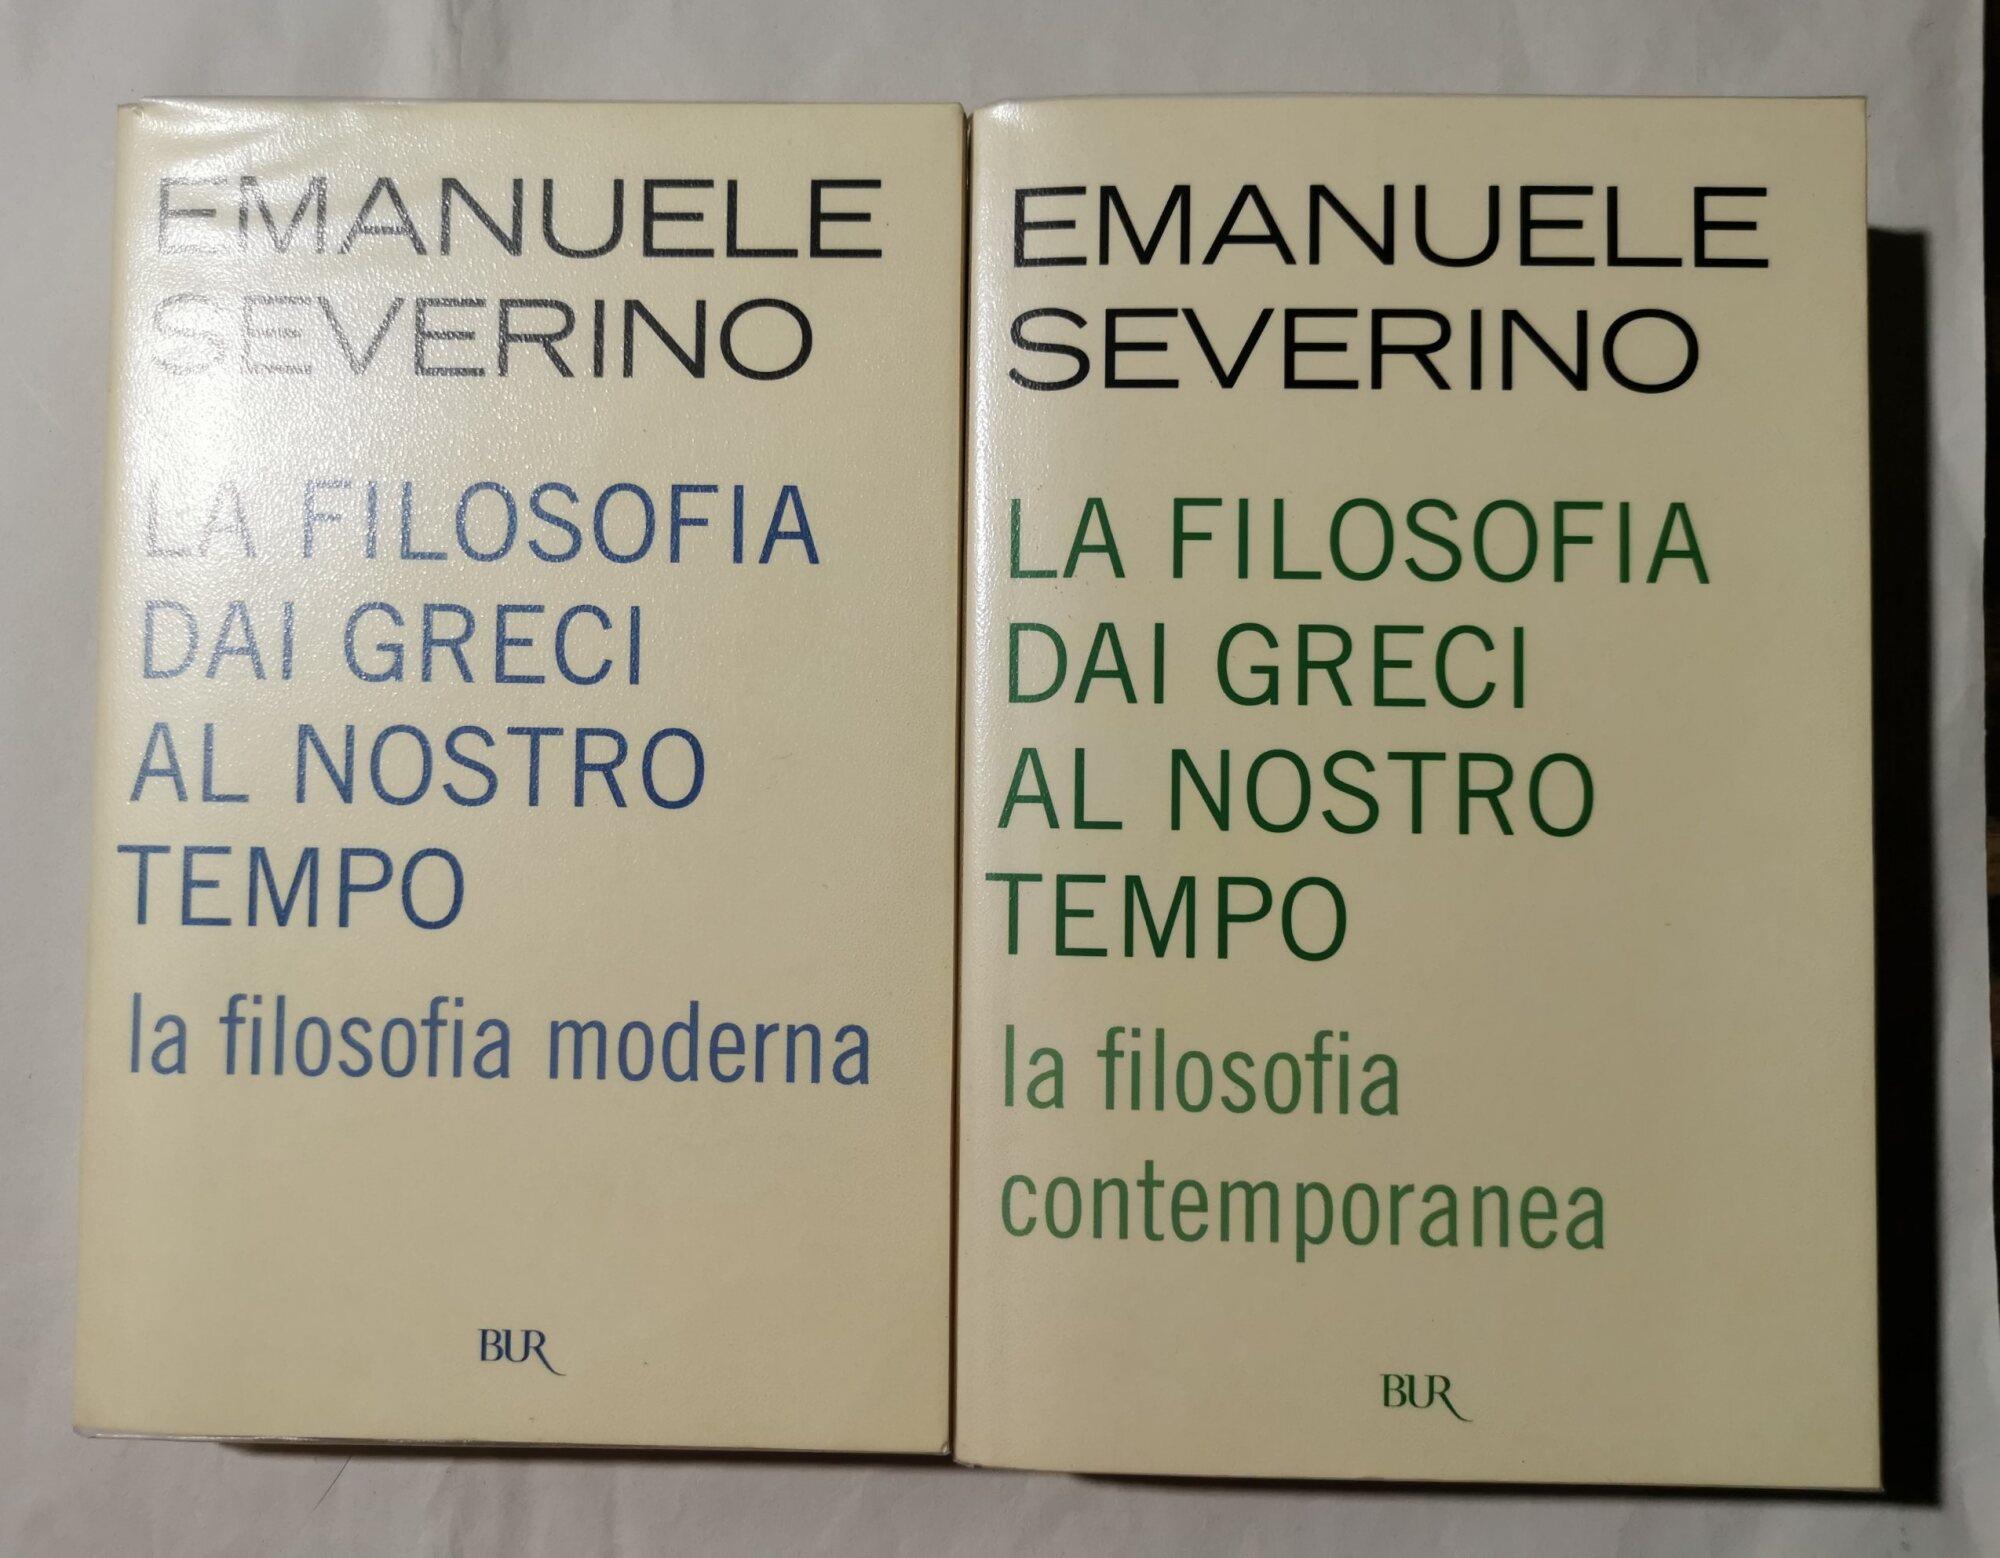 EMANUELE
SEVERINO
LA FILOSOFIA
DAI GRECI
AL NOSTRO
TEMPO
la filosofia moderna
BUR
EMANUELE
SEVERINO
LA FILOSOFIA
DAI GRECI
AL NOSTRO
TEMPO
la filosofia
contemporanea
BUR